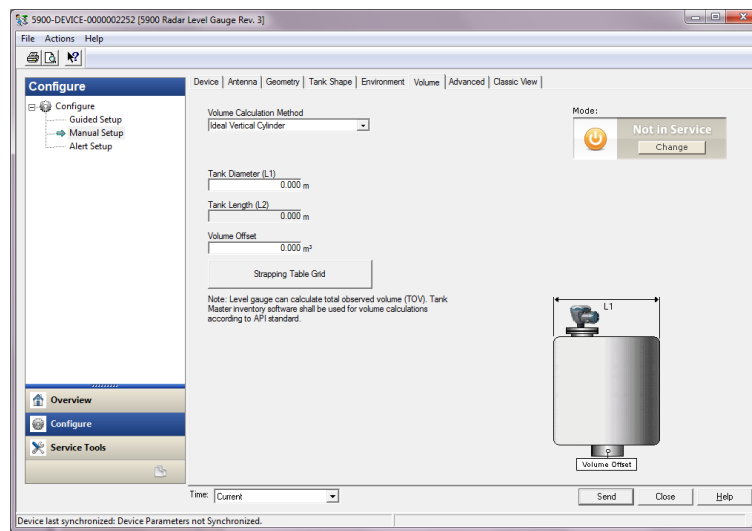 5900-DEVICE-0000002252 [5900 Radar Level Gauge Rev. 3]
File Actions Help
Configure
Configure
Guided Setup
Manual Setup
Alert Setup
Overview
Configure
Service Tools
Device Antenna Geometry Tank Shape Environment Volume Advanced Classic View
Volume Calculation Method
Ideal Vertical Cylinder
Mode:
Not in Service
Change
Tank Diameter (L1)
0.000 m
Tank Length (L2)
0.000 m
Volume Offset
0.000 m³
Strapping Table Grid
Note: Level gauge can calculate total observed volume (TOV). Tank
Master inventory software shall be used for volume calculations
according to API standard.
L1
Volume Offset
Time: Current
Send Close Help
Device last synchronized: Device Parameters not Synchronized.